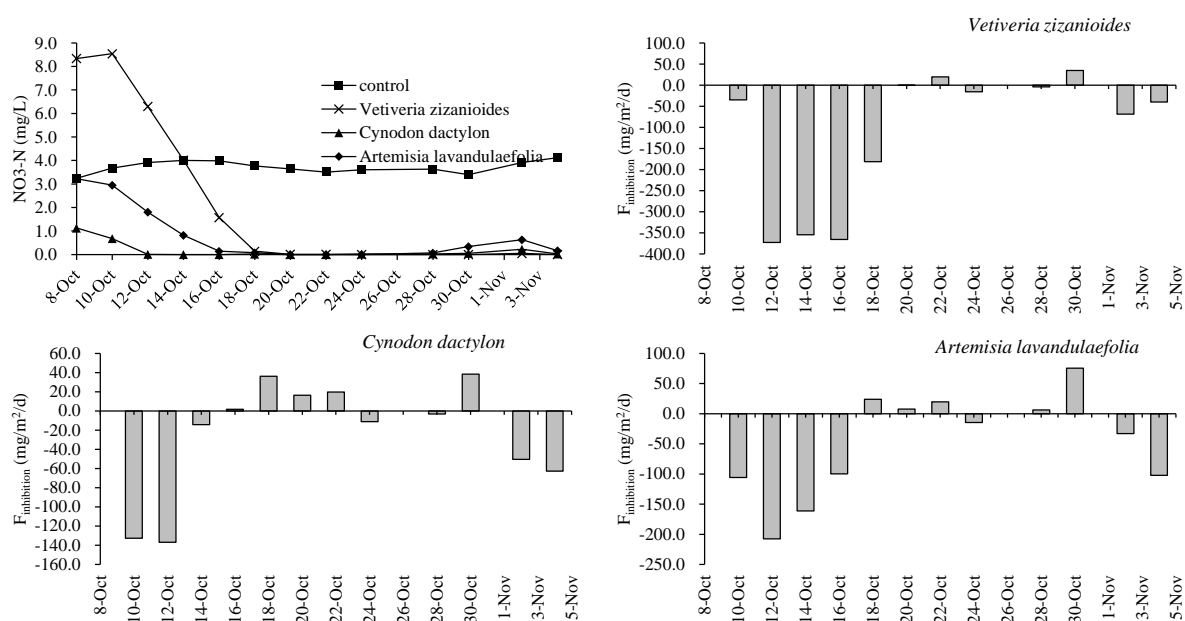 NO3-N (mg/L)
9.0
8.0
7.0
6.0
5.0
4.0
3.0
2.0
1.0
0.0
8-Oct
10-Oct
12-Oct
14-Oct
16-Oct
18-Oct
20-Oct
22-Oct
24-Oct
26-Oct
28-Oct
30-Oct
1-Nov
3-Nov
control
Vetiveria zizanioides
Cynodon dactylon
Artemisia lavandulaefolia
Vetiveria zizanioides
Finhibition (mg/m²/d)
100.0
50.0
0.0
-50.0
-100.0
-150.0
-200.0
-250.0
-300.0
-350.0
-400.0
8-Oct
10-Oct
12-Oct
14-Oct
16-Oct
18-Oct
20-Oct
22-Oct
24-Oct
26-Oct
28-Oct
30-Oct
1-Nov
3-Nov
5-Nov
Cynodon dactylon
Finhibition (mg/m²/d)
60.0
40.0
20.0
0.0
-20.0
-40.0
-60.0
-80.0
-100.0
-120.0
-140.0
-160.0
8-Oct
10-Oct
12-Oct
14-Oct
16-Oct
18-Oct
20-Oct
22-Oct
24-Oct
26-Oct
28-Oct
30-Oct
1-Nov
3-Nov
5-Nov
Artemisia lavandulaefolia
Finhibition (mg/m²/d)
100.0
50.0
0.0
-50.0
-100.0
-150.0
-200.0
-250.0
8-Oct
10-Oct
12-Oct
14-Oct
16-Oct
18-Oct
20-Oct
22-Oct
24-Oct
26-Oct
28-Oct
30-Oct
1-Nov
3-Nov
5-Nov